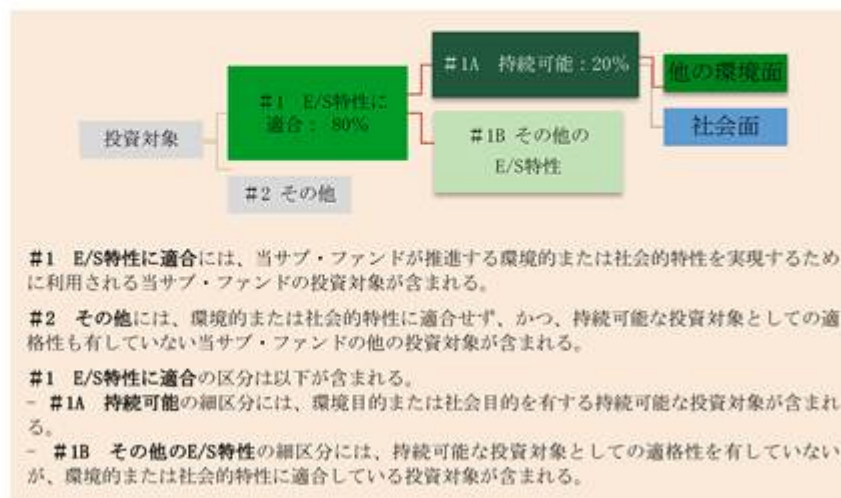 #1A 持続可能：20%
他の環境面
#1 E/S特性に
適合： 80%
社会面
投資対象
#1B その他の
E/S特性
#2 その他
#1 E/S特性に適合には、当サブ・ファンドが推進する環境的または社会的特性を実現するため
に利用される当サブ・ファンドの投資対象が含まれる。
#2 その他には、環境的または社会的特性に適合せず、かつ、持続可能な投資対象としての適
格性も有していない当サブ・ファンドの他の投資対象が含まれる。
#1 E/S特性に適合の区分は以下が含まれる。
- #1A 持続可能の細区分には、環境目的または社会目的を有する持続可能な投資対象が含まれ
る。
- #1B その他のE/S特性の細区分には、持続可能な投資対象としての適格性を有していない
が、環境的または社会的特性に適合している投資対象が含まれる。